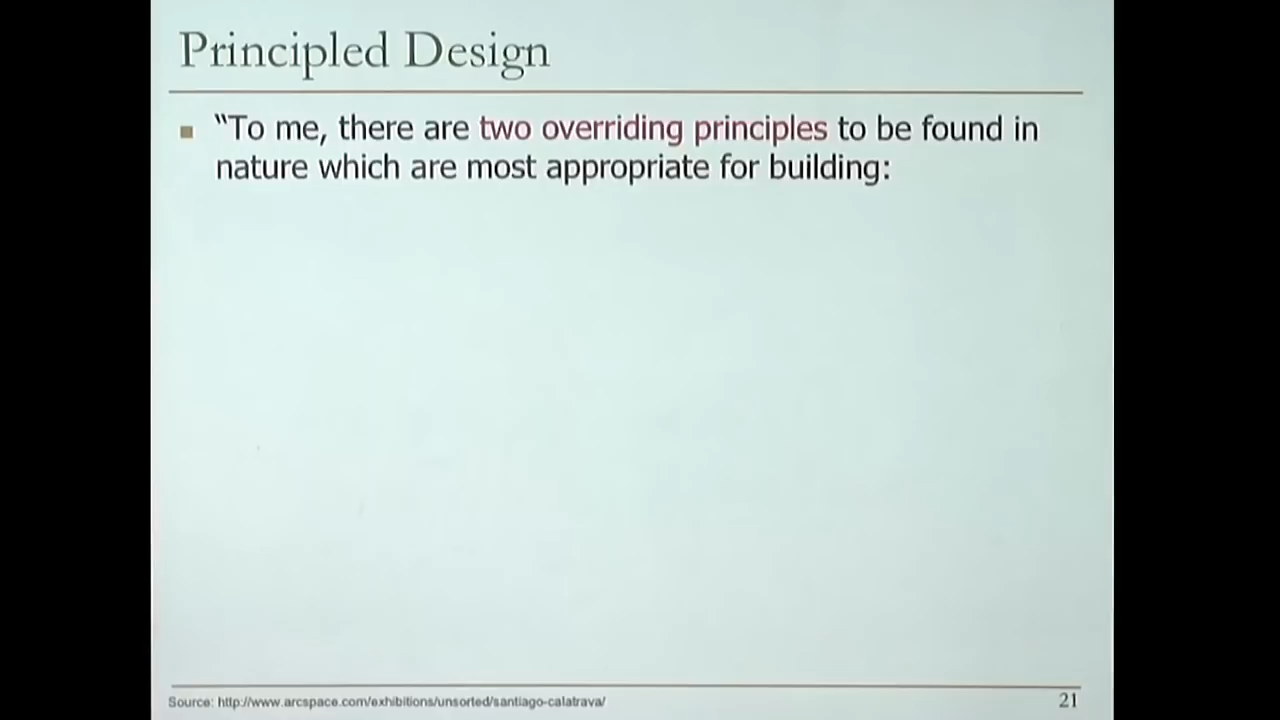 Principled Design
“To me, there are two overriding principles to be found in
nature which are most appropriate for building:
Source: http://www.arcspace.com/exhibitions/unsorted/santiago-calatrava/
21